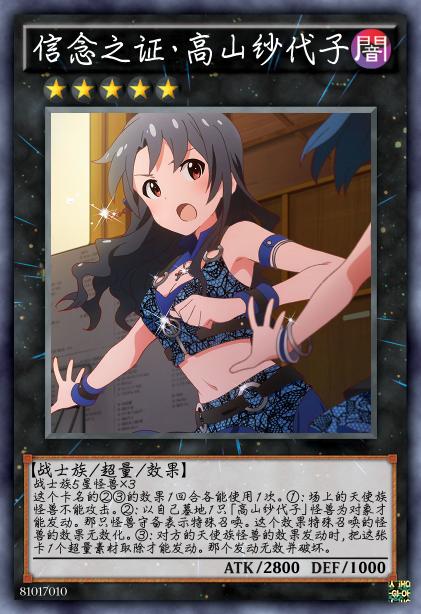 信念之证·高山纱代子
闇
【战士族/超量/效果】
战士族5星怪兽×3
这个卡名的②③的效果1回合各能使用1次。①:场上的天使族
怪兽不能攻击。②:以自己墓地1只「高山纱代子」怪兽为对象才
能发动。那只怪兽守备表示特殊召唤。这个效果特殊召唤的怪
兽的效果无效化。③:对方的天使族怪兽的效果发动时,把这张
卡1个超量素材取除才能发动。那个发动无效并破坏。
ATK/2800 DEF/1000
81017010